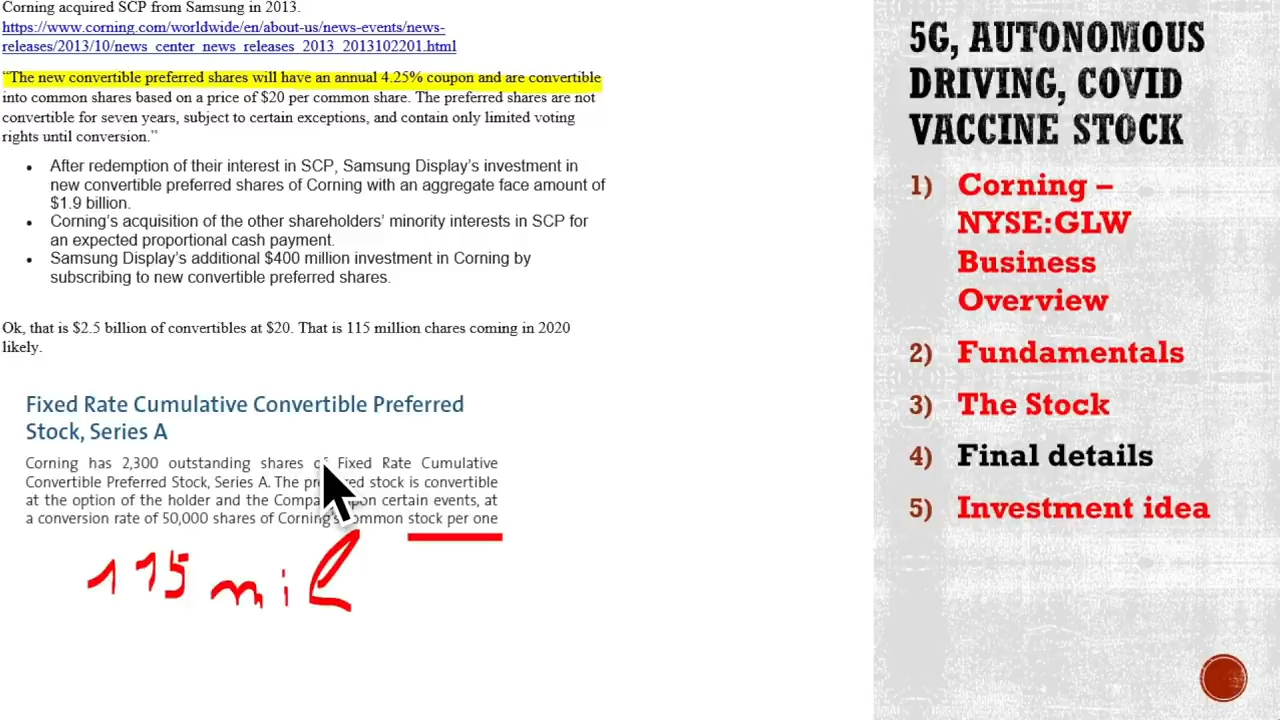 Corning acquired SCP from Samsung in 2013.
https://www.corning.com/worldwide/en/about-us/news-events/news-
releases/2013/10/news_center_news_releases_2013_2013102201.html
“The new convertible preferred shares will have an annual 4.25% coupon and are convertible
into common shares based on a price of $20 per common share. The preferred shares are not
convertible for seven years, subject to certain exceptions, and contain only limited voting
rights until conversion.”
• After redemption of their interest in SCP, Samsung Display’s investment in
new convertible preferred shares of Corning with an aggregate face amount of
$1.9 billion.
• Corning’s acquisition of the other shareholders’ minority interests in SCP for
an expected proportional cash payment.
• Samsung Display’s additional $400 million investment in Corning by
subscribing to new convertible preferred shares.
Ok, that is $2.5 billion of convertibles at $20. That is 115 million chares coming in 2020
likely.
Fixed Rate Cumulative Convertible Preferred
Stock, Series A
Corning has 2,300 outstanding shares of Fixed Rate Cumulative
Convertible Preferred Stock, Series A. The preferred stock is convertible
at the option of the holder and the Company upon certain events, at
a conversion rate of 50,000 shares of Corning’s common stock per one
115 mil
5G, AUTONOMOUS
DRIVING, COVID
VACCINE STOCK
1) Corning –
NYSE:GLW
Business
Overview
2) Fundamentals
3) The Stock
4) Final details
5) Investment idea